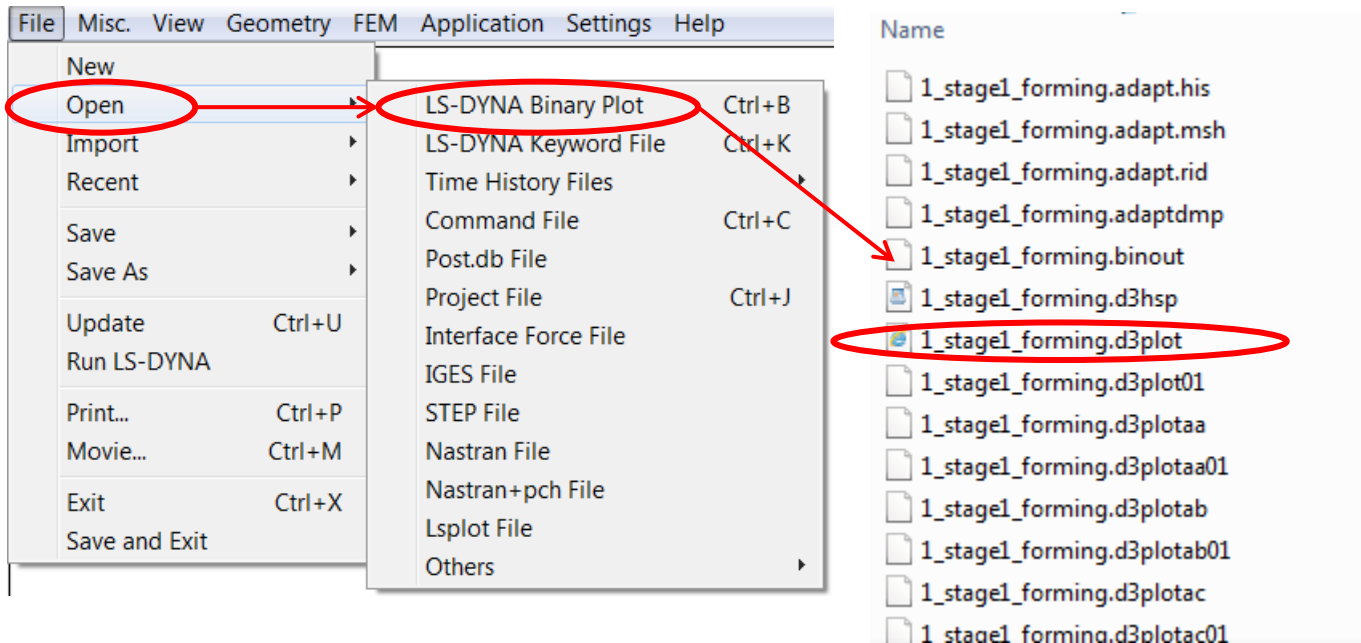 File Misc. View Geometry FEM Application Settings Help
New
Open
Import
Recent
Save
Save As
Update Ctrl+U
Run LS-DYNA
Print... Ctrl+P
Movie... Ctrl+M
Exit Ctrl+X
Save and Exit
LS-DYNA Binary Plot Ctrl+B
LS-DYNA Keyword File Ctrl+K
Time History Files
Command File Ctrl+C
Post.db File
Project File Ctrl+J
Interface Force File
IGES File
STEP File
Nastran File
Nastran+pch File
Lsplot File
Others
Name
1_stage1_forming.adapt.his
1_stage1_forming.adapt.msh
1_stage1_forming.adapt.rid
1_stage1_forming.adaptdmp
1_stage1_forming.binout
1_stage1_forming.d3hsp
1_stage1_forming.d3plot
1_stage1_forming.d3plot01
1_stage1_forming.d3plotaa
1_stage1_forming.d3plotaa01
1_stage1_forming.d3plotab
1_stage1_forming.d3plotab01
1_stage1_forming.d3plotac
1_stage1_forming.d3plotac01